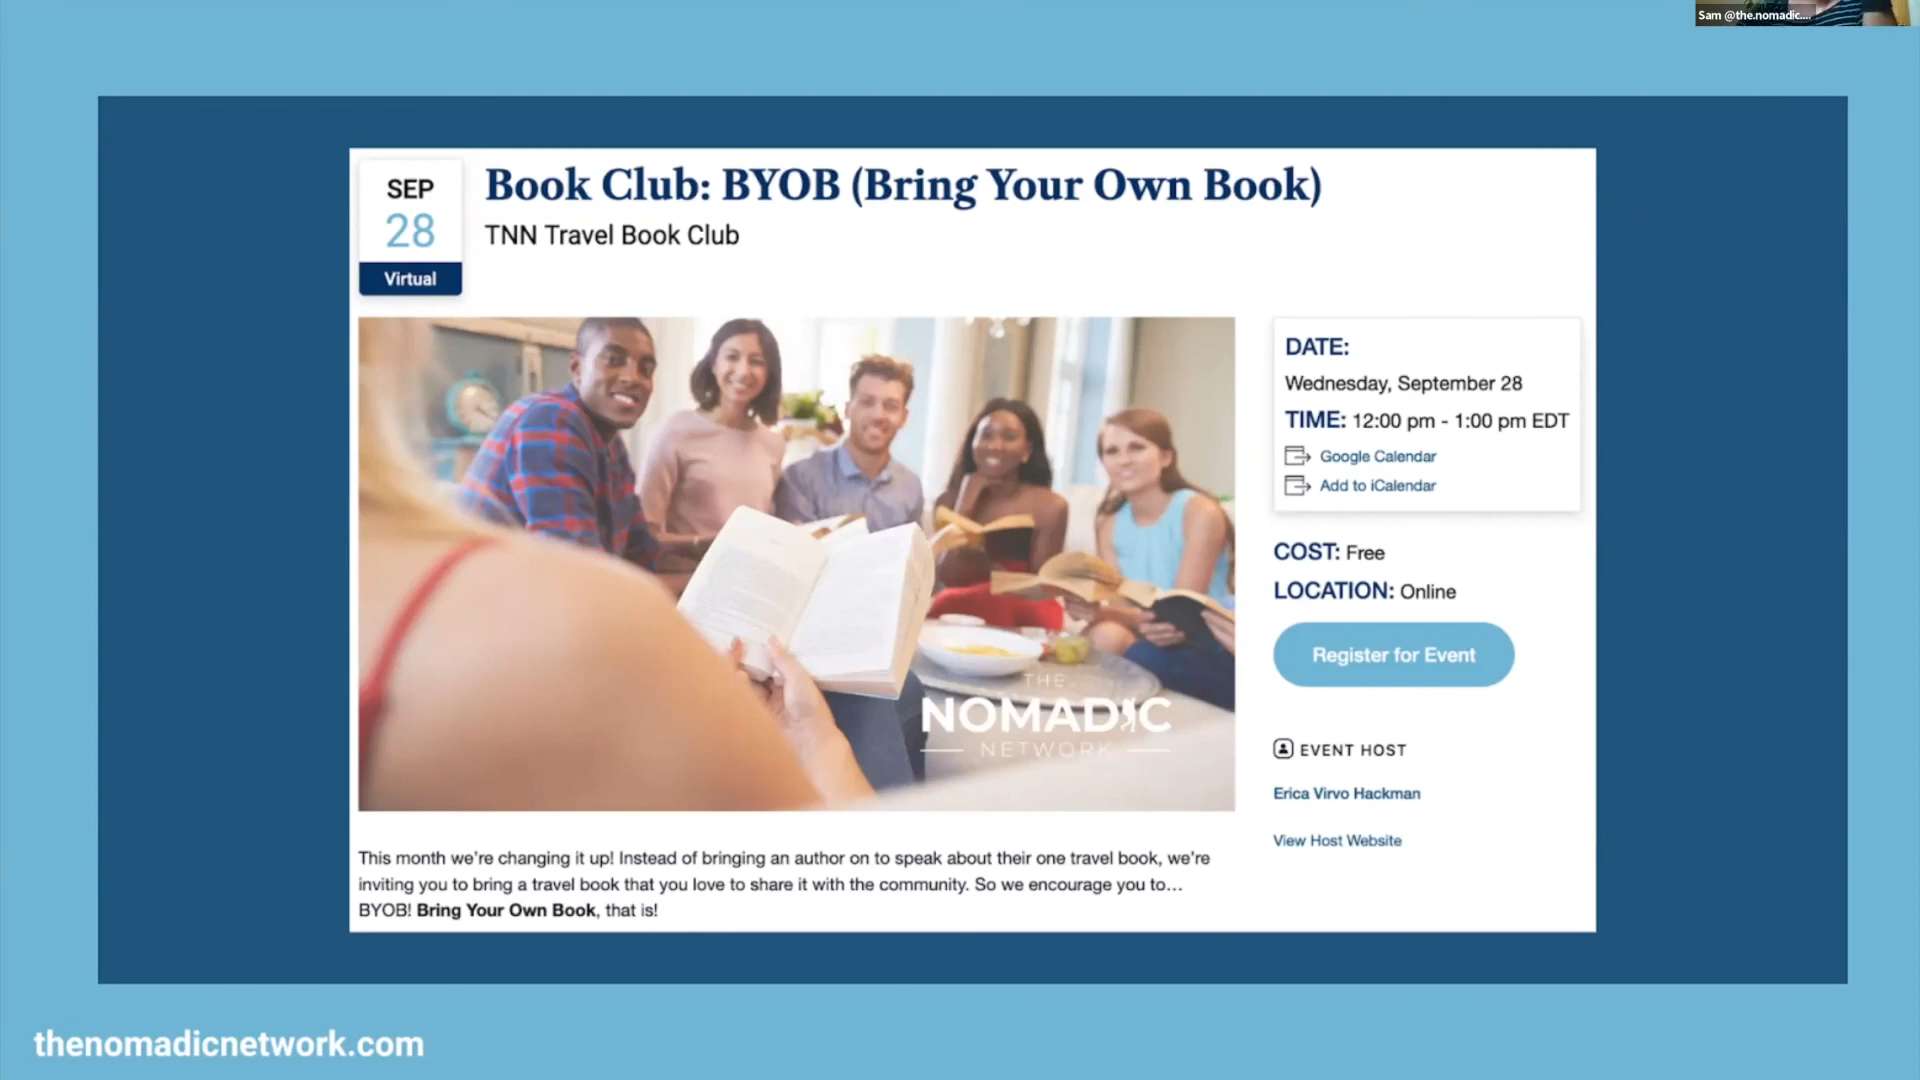 Sam @the.nomadic....
SEP
28
Virtual
Book Club: BYOB (Bring Your Own Book)
TNN Travel Book Club
THE
NOMADIC
NETWORK
DATE:
Wednesday, September 28
TIME: 12:00 pm - 1:00 pm EDT
Google Calendar
Add to iCalendar
COST: Free
LOCATION: Online
Register for Event
EVENT HOST
Erica Virvo Hackman
View Host Website
This month we're changing it up! Instead of bringing an author on to speak about their one travel book, we're
inviting you to bring a travel book that you love to share it with the community. So we encourage you to...
BYOB! Bring Your Own Book, that is!
thenomadicnetwork.com